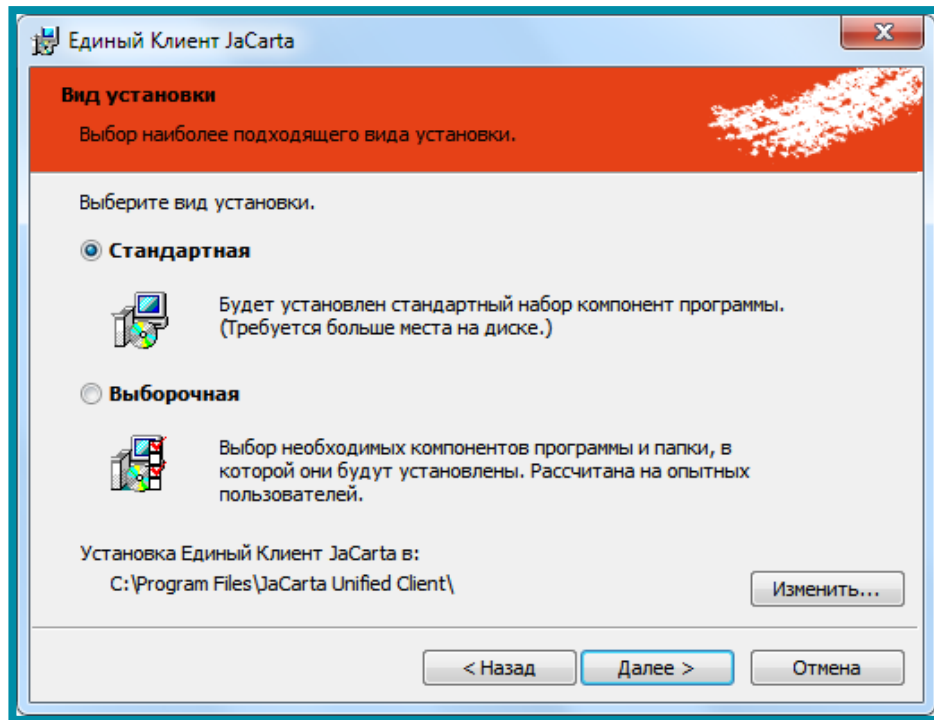 Единый Клиент JaCarta
Вид установки
Выбор наиболее подходящего вида установки.
Выберите вид установки.
Стандартная
Будет установлен стандартный набор компонент программы.
(Требуется больше места на диске.)
Выборочная
Выбор необходимых компонентов программы и папки, в
которой они будут установлены. Рассчитана на опытных
пользователей.
Установка Единый Клиент JaCarta в:
C:\Program Files\JaCarta Unified Client\
Изменить...
< Назад
Далее >
Отмена